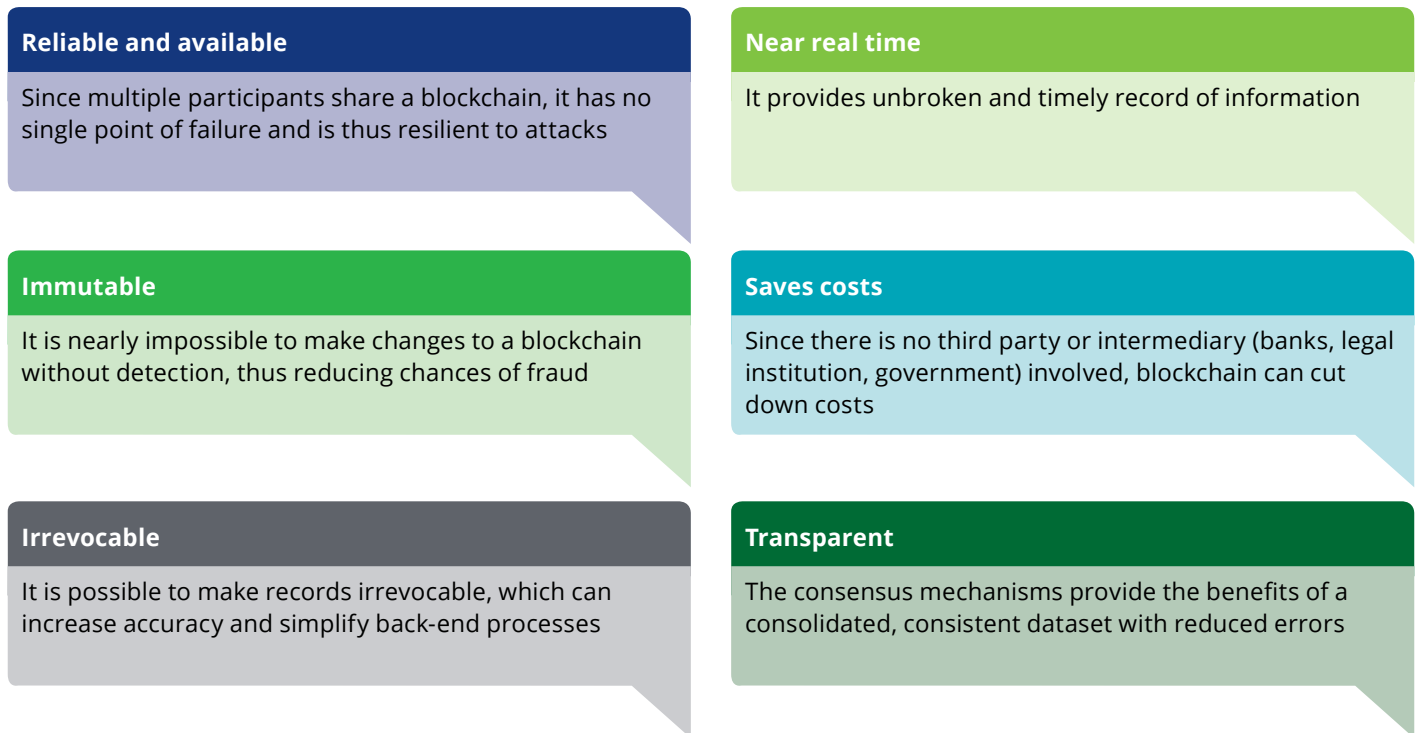 Reliable and available
Since multiple participants share a blockchain, it has no
single point of failure and is thus resilient to attacks
Near real time
It provides unbroken and timely record of information
Immutable
It is nearly impossible to make changes to a blockchain
without detection, thus reducing chances of fraud
Saves costs
Since there is no third party or intermediary (banks, legal
institution, government) involved, blockchain can cut
down costs
Irrevocable
It is possible to make records irrevocable, which can
increase accuracy and simplify back-end processes
Transparent
The consensus mechanisms provide the benefits of a
consolidated, consistent dataset with reduced errors